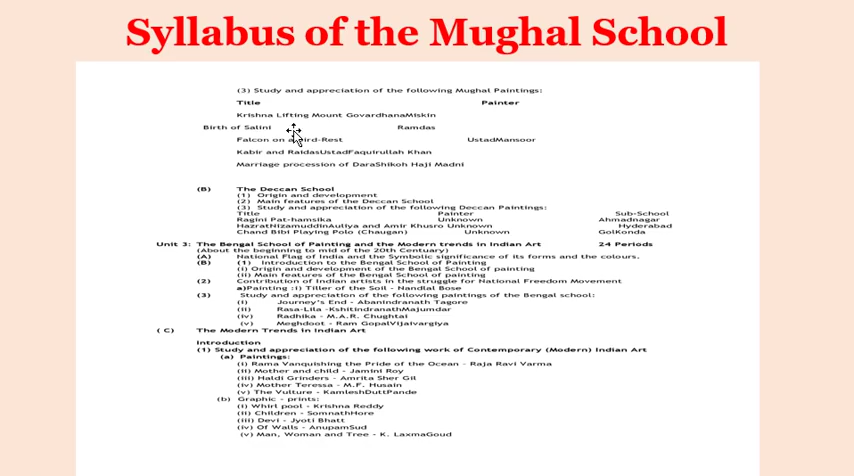 Syllabus of the Mughal School
(3) Study and appreciation of the following Mughal Paintings:
Title Painter
Krishna Lifting Mount GovardhanaMiskin
Birth of Salini Ramdas
Falcon on a UstadMansoor
Kabir and RaidasUstadFaquirullah Khan
Marriage procession of DaraShikoh Haji Madni
(B) The Deccan School
(1) Origin and development
(2) Main features of the Deccan School
(3) Study and appreciation of the following Deccan Paintings:
Title Painter Sub-School
Ragini Pat-hamsika Unknown Ahmadnagar
HazratNizamuddinAuliya and Amir Khusro Unknown Hyderabad
Chand Bibi Playing Polo (Chaugan) Unknown GolKonda
Unit 3: The Bengal School of Painting and the Modern trends in Indian Art 24 Periods
(About the beginning to mid of the 20th Century)
(A) National Flag of India and the Symbolic significance of its forms and the colours.
(B) (1) Introduction to the Bengal School of Painting
(i) Origin and development of the Bengal School of painting
(ii) Main features of the Bengal School of painting
(2) Contribution of Indian artists in the struggle for National Freedom Movement
a)Painting :i) Tiller of the Soil - Nandlal Bose
(3) Study and appreciation of the following paintings of the Bengal school:
(i) Journey's End - Abanindranath Tagore
(ii) Rasa-Lila -KshitindranathMajumdar
(iv) Radhika - M.A.R. Chughtai
(v) Meghdoot - Ram GopalVijaivargiya
( C) The Modern Trends in Indian Art
Introduction
(1) Study and appreciation of the following work of Contemporary (Modern) Indian Art
(a) Paintings:
(i) Rama Vanquishing the Pride of the Ocean - Raja Ravi Varma
(ii) Mother and child - Jamini Roy
(iii) Haldi Grinders - Amrita Sher Gil
(iv) Mother Teressa - M.F. Husain
(v) The Vulture - KamleshDuttPande
(b) Graphic - prints:
(i) Whirl pool - Krishna Reddy
(ii) Children - SomnathHore
(iii) Devi - Jyoti Bhatt
(iv) Of Walls - AnupamSud
(v) Man, Woman and Tree - K. LaxmaGoud